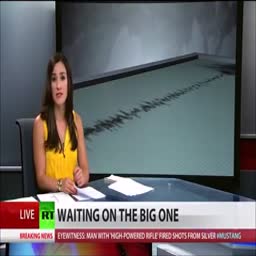 LIVE RT WAITING ON THE BIG ONE
BREAKING NEWS EYEWITNESS: MAN WITH 'HIGH-POWERED RIFLE' FIRED SHOTS FROM SILVER #MUSTANG